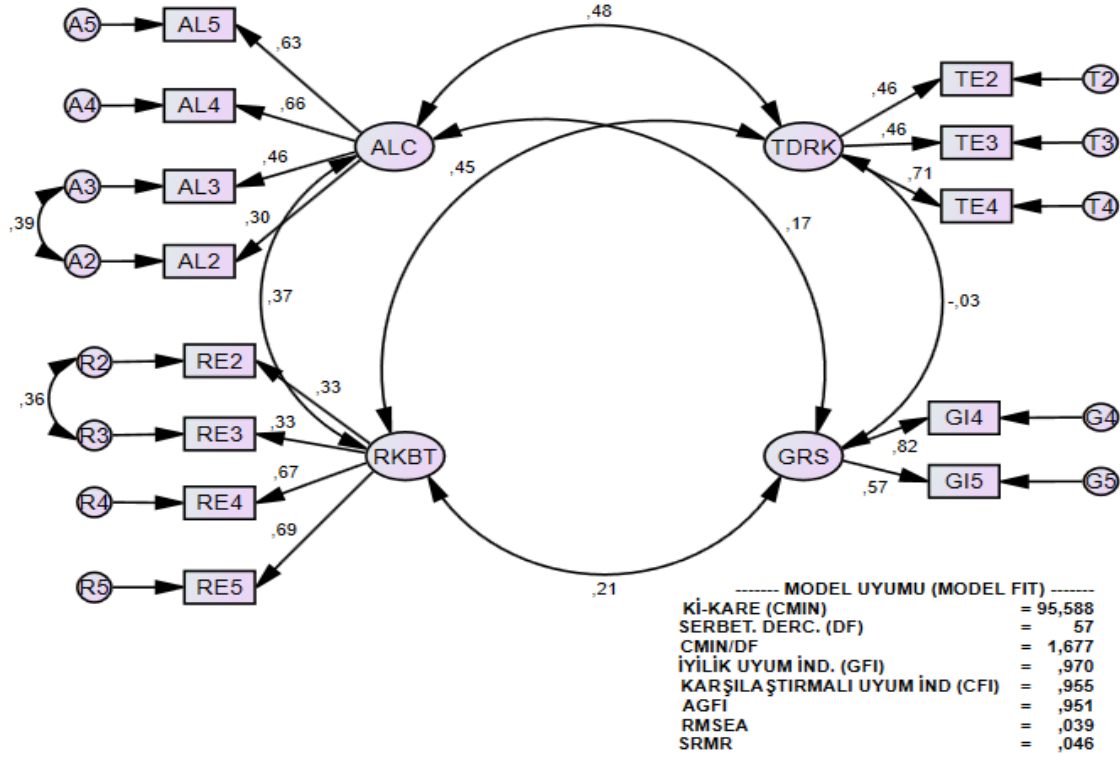 A5 AL5
,63
,48
A4 AL4
,66
ALC
TDRK
,46 TE2 T2
,46 TE3 T3
,71 TE4 T4
A3 AL3
,46
,45
,39
,30
A2 AL2
,17
,37
-,03
R2 RE2
,33
,36
R3 RE3
,33
RKBT
GRS
GI4 G4
,82
R4 RE4
,67
,57 GI5 G5
,69
R5 RE5
,21
------- MODEL UYUMU (MODEL FIT) -------
Kİ-KARE (CMIN) = 95,588
SERBET. DERC. (DF) = 57
CMIN/DF = 1,677
İYİLİK UYUM İND. (GFI) = ,970
KARŞILAŞTIRMALI UYUM İND (CFI) = ,955
AGFI = ,951
RMSEA = ,039
SRMR = ,046